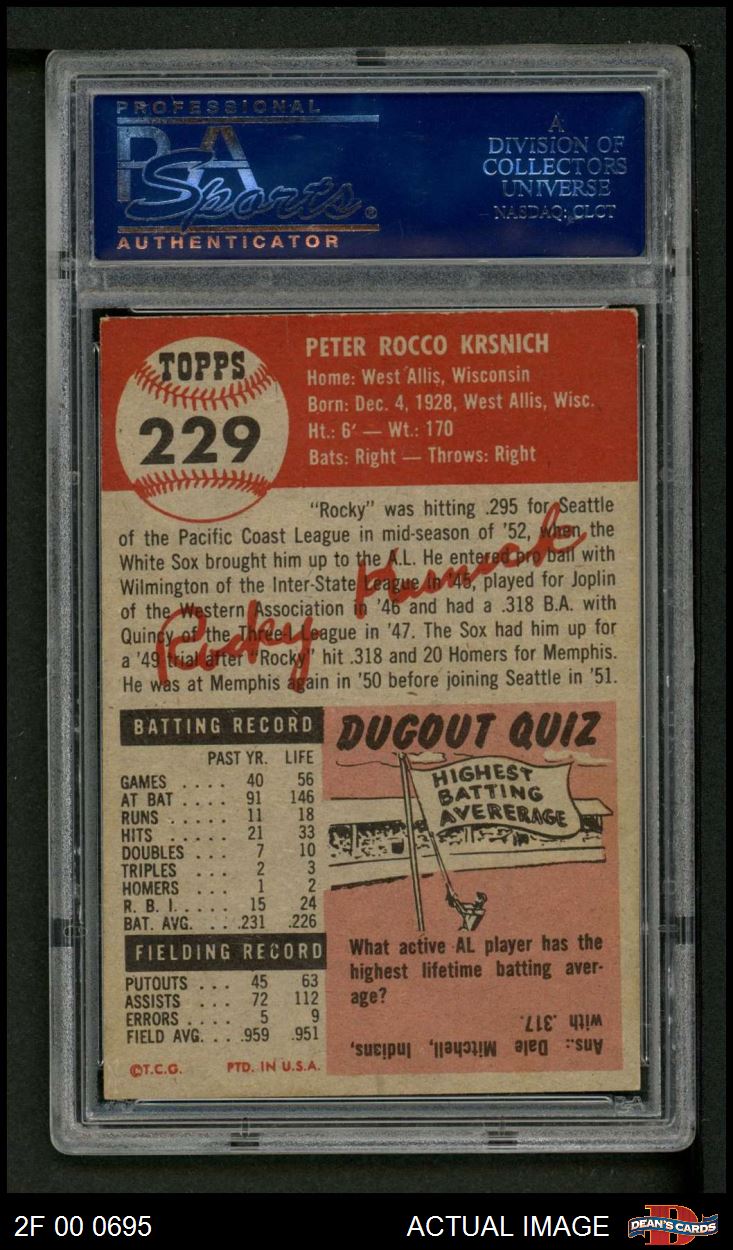 PROFESSIONAL
PSA
Sports®
AUTHENTICATOR
A
DIVISION OF
COLLECTORS
UNIVERSE
NASDAQ: CLCT
TOPPS
229
PETER ROCCO KRSNICH
Home: West Allis, Wisconsin
Born: Dec. 4, 1928, West Allis, Wisc.
Ht.: 6' — Wt.: 170
Bats: Right — Throws: Right
"Rocky" was hitting .295 for Seattle
of the Pacific Coast League in mid-season of '52, when the
White Sox brought him up to the A.L. He entered pro ball with
Wilmington of the Inter-State League in '45, played for Joplin
of the Western Association in '46 and had a .318 B.A. with
Quincy of the Three-I League in '47. The Sox had him up for
a '49 trial after "Rocky" hit .318 and 20 Homers for Memphis.
He was at Memphis again in '50 before joining Seattle in '51.
Rocky Krsnich
BATTING RECORD
PAST YR. LIFE
GAMES . . . . 40 56
AT BAT . . . . 91 146
RUNS . . . . . 11 18
HITS . . . . . 21 33
DOUBLES . . . 7 10
TRIPLES . . . 2 3
HOMERS . . . 1 2
R. B. I. . . . . 15 24
BAT. AVG. . . .231 .226
FIELDING RECORD
PUTOUTS . . . 45 63
ASSISTS . . . 72 112
ERRORS . . . . 5 9
FIELD AVG. . . .959 .951
©T.C.G. PTD. IN U.S.A.
DUGOUT QUIZ
HIGHEST
BATTING
AVERERAGE
What active AL player has the
highest lifetime batting aver-
age?
Ans.: Dale Mitchell, Indians,
with .317.
2F 00 0695
ACTUAL IMAGE
DEAN'S CARDS